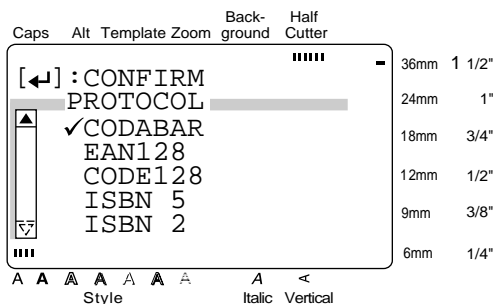 Caps Alt Template Zoom Back-ground Half Cutter
[↵]:CONFIRM
PROTOCOL
✓CODABAR
EAN128
CODE128
ISBN 5
ISBN 2
36mm 1 1/2"
24mm 1"
18mm 3/4"
12mm 1/2"
9mm 3/8"
6mm 1/4"
A A A A A A A A A
Style Italic Vertical